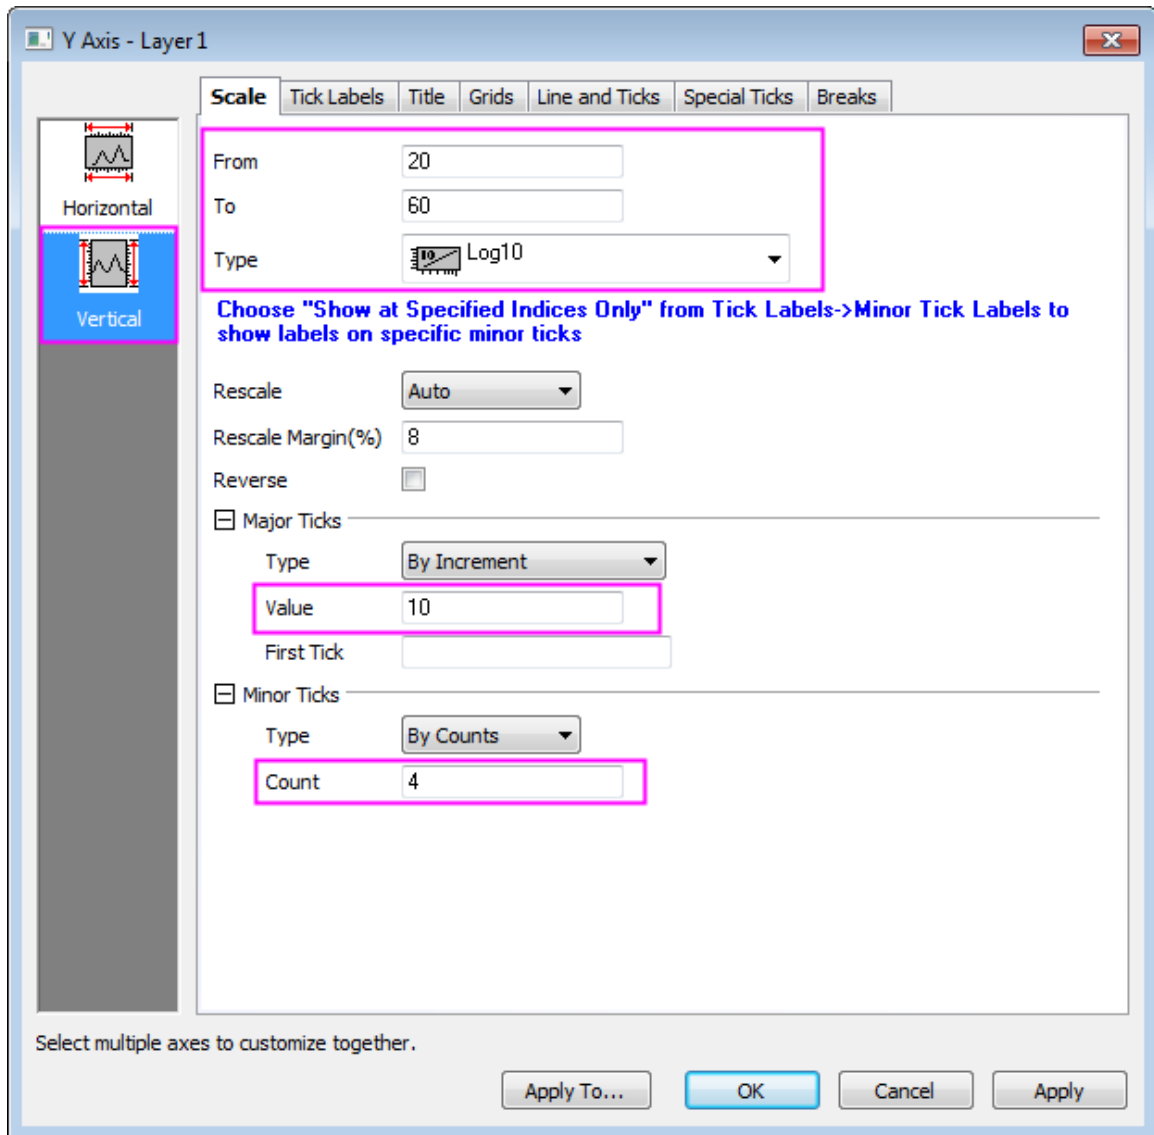 Y Axis - Layer 1
Scale Tick Labels Title Grids Line and Ticks Special Ticks Breaks
Horizontal
Vertical
From 20
To 60
Type Log10
Choose "Show at Specified Indices Only" from Tick Labels->Minor Tick Labels to
show labels on specific minor ticks
Rescale Auto
Rescale Margin(%) 8
Reverse
Major Ticks
Type By Increment
Value 10
First Tick
Minor Ticks
Type By Counts
Count 4
Select multiple axes to customize together.
Apply To... OK Cancel Apply